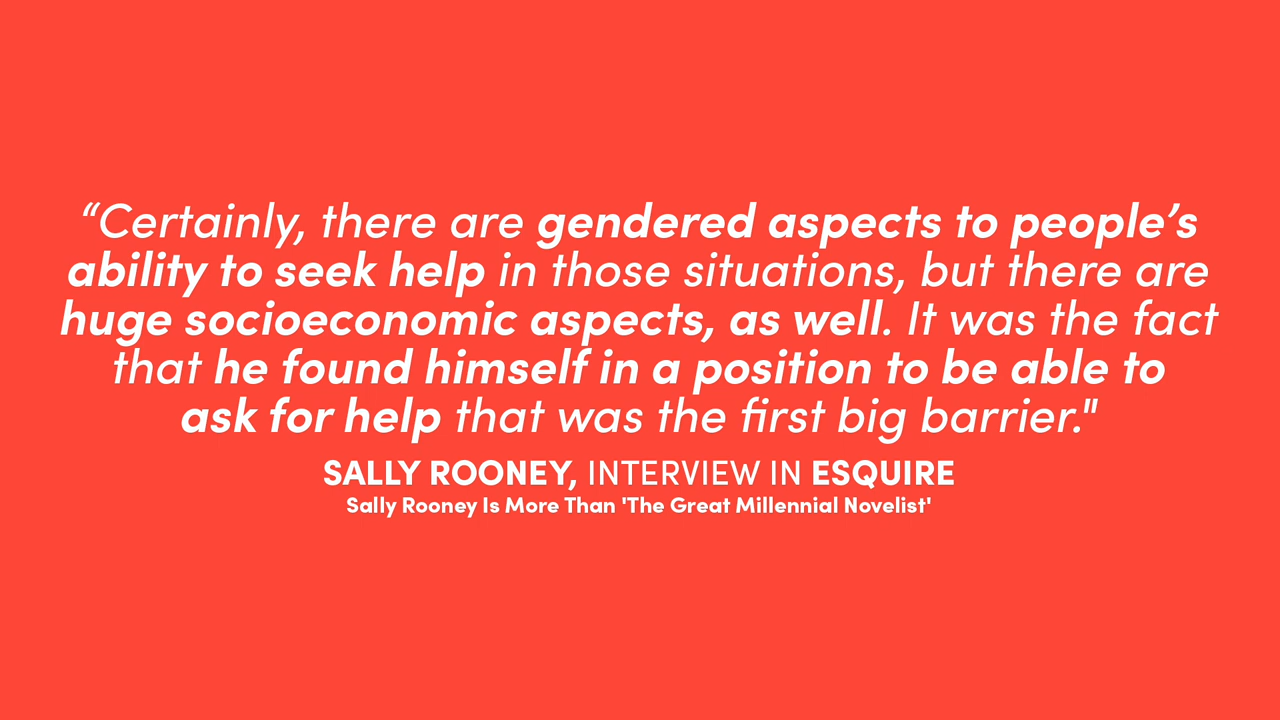 “Certainly, there are gendered aspects to people’s
ability to seek help in those situations, but there are
huge socioeconomic aspects, as well. It was the fact
that he found himself in a position to be able to
ask for help that was the first big barrier."
SALLY ROONEY, INTERVIEW IN ESQUIRE
Sally Rooney Is More Than 'The Great Millennial Novelist'